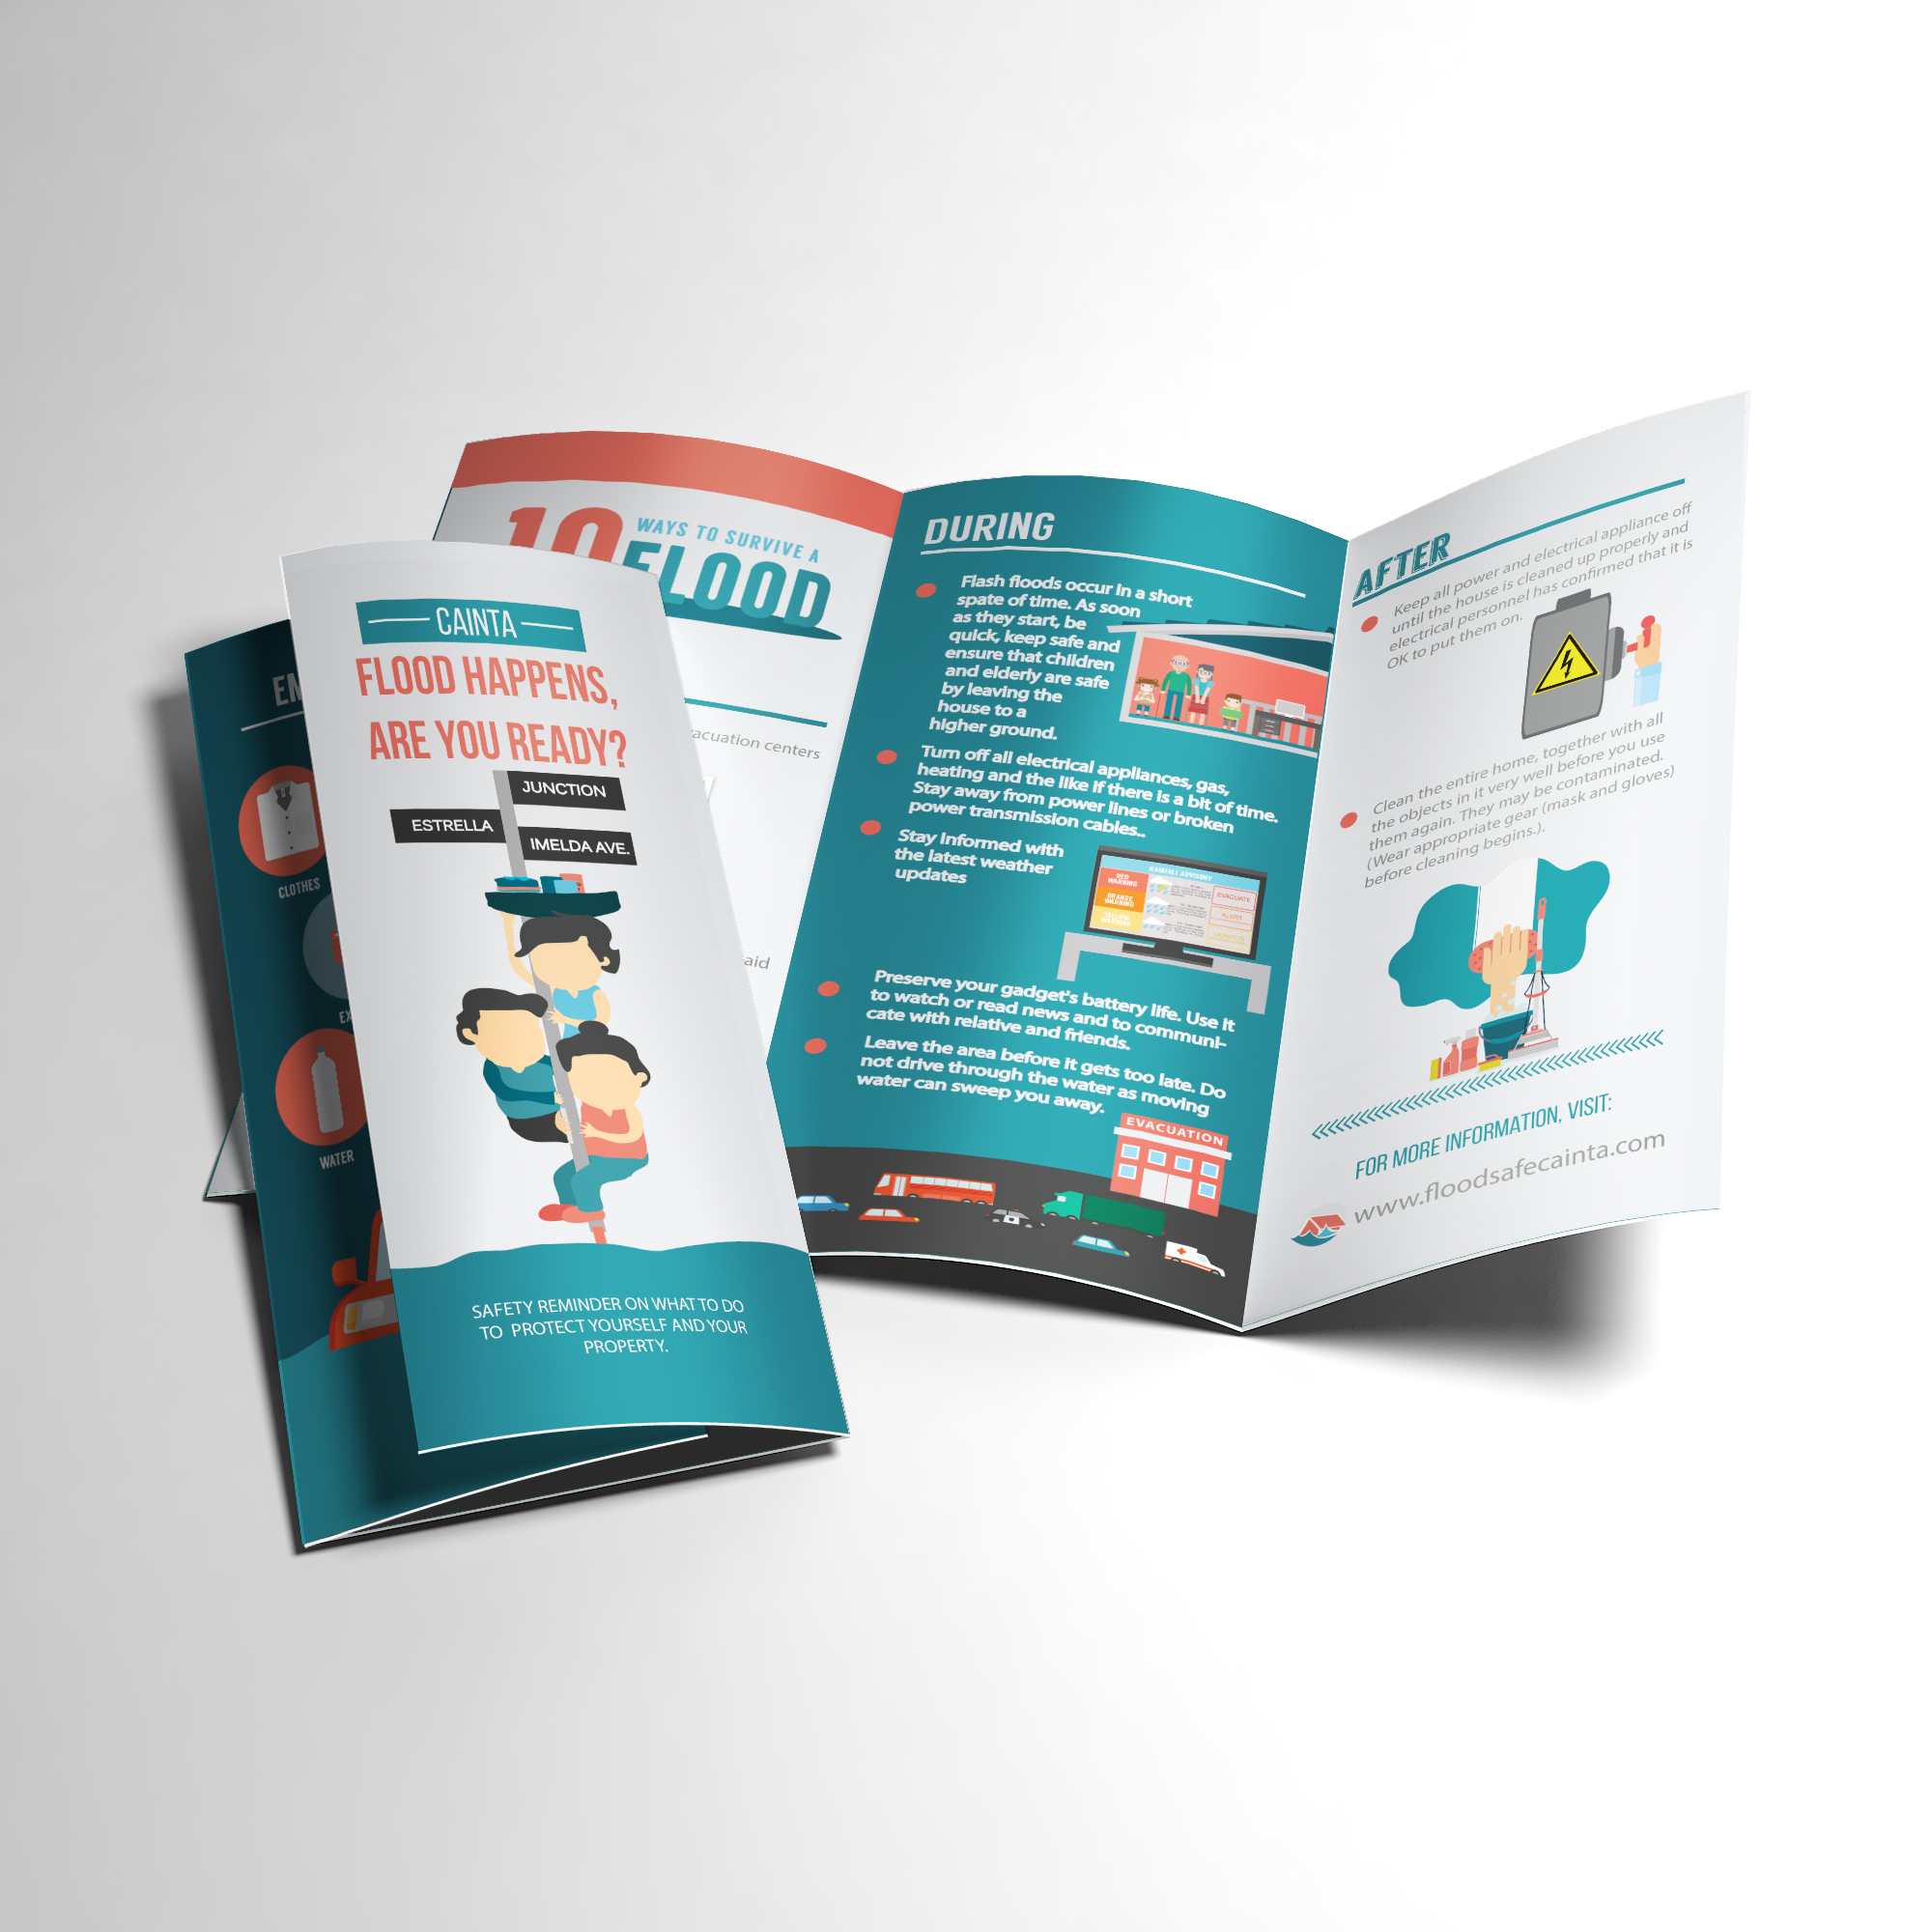 CAINTA
FLOOD HAPPENS,
ARE YOU READY?
JUNCTION
ESTRELLA
IMELDA AVE.
SAFETY REMINDER ON WHAT TO DO
TO PROTECT YOURSELF AND YOUR
PROPERTY.
CLOTHES
WATER
10 WAYS TO SURVIVE A
FLOOD
centers
DURING
Flash floods occur in a short
spate of time. As soon
as they start, be
quick, keep safe and
ensure that children
and elderly are safe
by leaving the
house to a
higher ground.
Turn off all electrical appliances, gas,
heating and the like if there is a bit of time.
Stay away from power lines or broken
power transmission cables..
Stay informed with
the latest weather
updates
RAINFALL ADVISORY
RED
WARNING
ORANGE
WARNING
YELLOW
WARNING
EVACUATE
ALERT
MONITOR
Preserve your gadget's battery life. Use it
to watch or read news and to communi-
cate with relative and friends.
Leave the area before it gets too late. Do
not drive through the water as moving
water can sweep you away.
EVACUATION
AFTER
Keep all power and electrical appliance off
until the house is cleaned up properly and
electrical personnel has confirmed that it is
OK to put them on.
Clean the entire home, together with all
the objects in it very well before you use
them again. They may be contaminated.
(Wear appropriate gear (mask and gloves)
before cleaning begins.).
FOR MORE INFORMATION, VISIT:
www.floodsafecainta.com